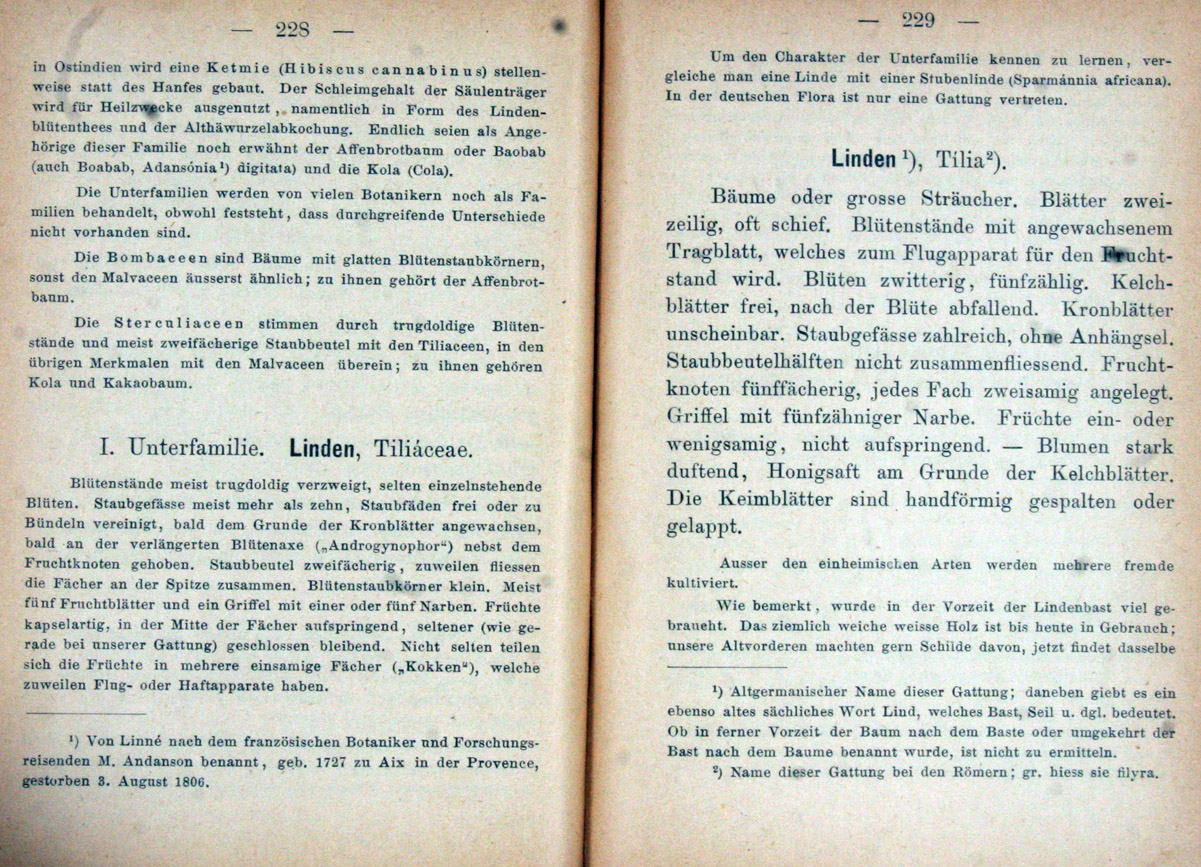 — 228 —
in Ostindien wird eine Ketmie (Hibiscus cannabinus) stellen-
weise statt des Hanfes gebaut. Der Schleimgehalt der Säulenträger
wird für Heilzwecke ausgenutzt, namentlich in Form des Linden-
blütenthees und der Althäwurzelabkochung. Endlich seien als Ange-
hörige dieser Familie noch erwähnt der Affenbrotbaum oder Baobab
(auch Boabab, Adansónia¹) digitata) und die Kola (Cola).
Die Unterfamilien werden von vielen Botanikern noch als Fa-
milien behandelt, obwohl feststeht, dass durchgreifende Unterschiede
nicht vorhanden sind.
Die Bombaceen sind Bäume mit glatten Blütenstaubkörnern,
sonst den Malvaceen äusserst ähnlich; zu ihnen gehört der Affenbrot-
baum.
Die Sterculiaceen stimmen durch trugdoldige Blüten-
stände und meist zweifächerige Staubbeutel mit den Tiliaceen, in den
übrigen Merkmalen mit den Malvaceen überein; zu ihnen gehören
Kola und Kakaobaum.
I. Unterfamilie. Linden, Tiliáceae.
Blütenstände meist trugdoldig verzweigt, selten einzelnstehende
Blüten. Staubgefässe meist mehr als zehn, Staubfäden frei oder zu
Bündeln vereinigt, bald dem Grunde der Kronblätter angewachsen,
bald an der verlängerten Blütenaxe („Androgynophor“) nebst dem
Fruchtknoten gehoben. Staubbeutel zweifächerig, zuweilen fliessen
die Fächer an der Spitze zusammen. Blütenstaubkörner klein. Meist
fünf Fruchtblätter und ein Griffel mit einer oder fünf Narben. Früchte
kapselartig, in der Mitte der Fächer aufspringend, seltener (wie ge-
rade bei unserer Gattung) geschlossen bleibend. Nicht selten teilen
sich die Früchte in mehrere einsamige Fächer („Kokken“), welche
zuweilen Flug- oder Haftapparate haben.
¹) Von Linné nach dem französischen Botaniker und Forschungs-
reisenden M. Andanson benannt, geb. 1727 zu Aix in der Provence,
gestorben 3. August 1806.
— 229 —
Um den Charakter der Unterfamilie kennen zu lernen, ver-
gleiche man eine Linde mit einer Stubenlinde (Sparmánnia africana).
In der deutschen Flora ist nur eine Gattung vertreten.
Linden¹), Tília²).
Bäume oder grosse Sträucher. Blätter zwei-
zeilig, oft schief. Blütenstände mit angewachsenem
Tragblatt, welches zum Flugapparat für den Frucht-
stand wird. Blüten zwitterig, fünfzählig. Kelch-
blätter frei, nach der Blüte abfallend. Kronblätter
unscheinbar. Staubgefässe zahlreich, ohne Anhängsel.
Staubbeutelhälften nicht zusammenfliessend. Frucht-
knoten fünffächerig, jedes Fach zweisamig angelegt.
Griffel mit fünfzähniger Narbe. Früchte ein- oder
wenigsamig, nicht aufspringend. — Blumen stark
duftend, Honigsaft am Grunde der Kelchblätter.
Die Keimblätter sind handförmig gespalten oder
gelappt.
Ausser den einheimischen Arten werden mehrere fremde
kultiviert.
Wie bemerkt, wurde in der Vorzeit der Lindenbast viel ge-
braucht. Das ziemlich weiche weisse Holz ist bis heute in Gebrauch;
unsere Altvorderen machten gern Schilde davon, jetzt findet dasselbe
¹) Altgermanischer Name dieser Gattung; daneben giebt es ein
ebenso altes sächliches Wort Lind, welches Bast, Seil u. dgl. bedeutet.
Ob in ferner Vorzeit der Baum nach dem Baste oder umgekehrt der
Bast nach dem Baume benannt wurde, ist nicht zu ermitteln.
²) Name dieser Gattung bei den Römern; gr. hiess sie filyra.